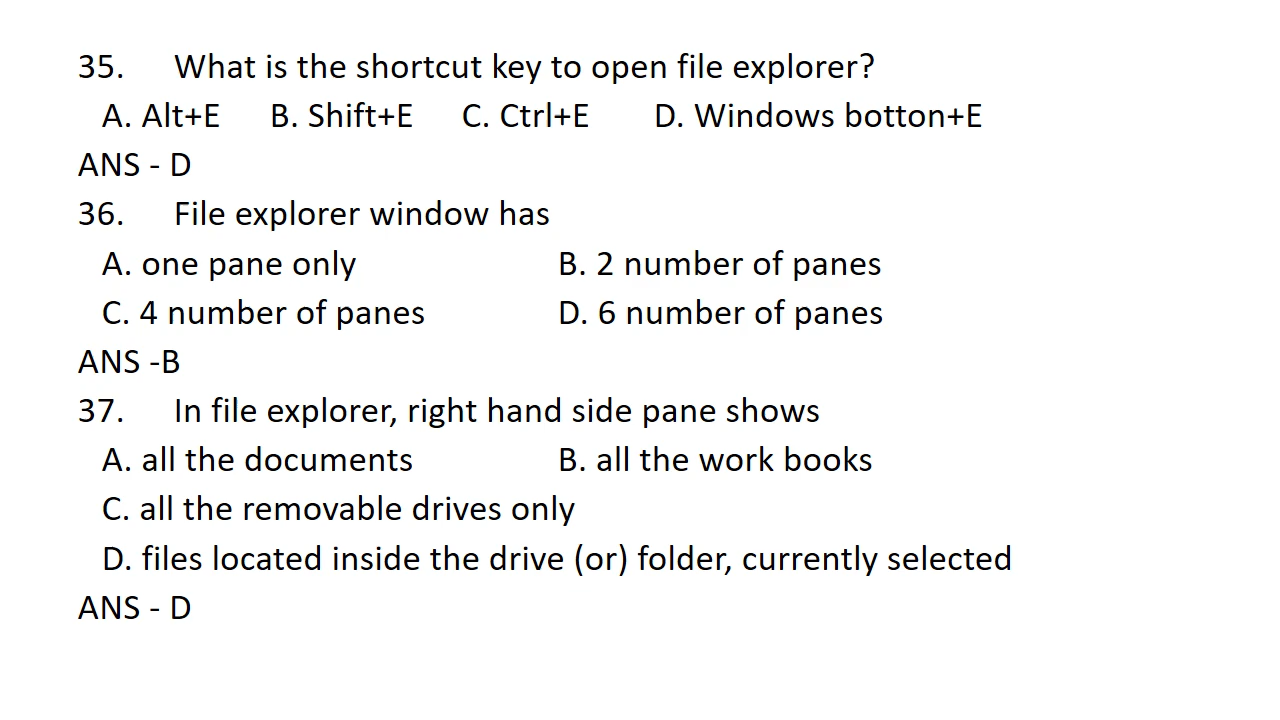 35. What is the shortcut key to open file explorer?
A. Alt+E B. Shift+E C. Ctrl+E D. Windows botton+E
ANS - D
36. File explorer window has
A. one pane only B. 2 number of panes
C. 4 number of panes D. 6 number of panes
ANS -B
37. In file explorer, right hand side pane shows
A. all the documents B. all the work books
C. all the removable drives only
D. files located inside the drive (or) folder, currently selected
ANS - D